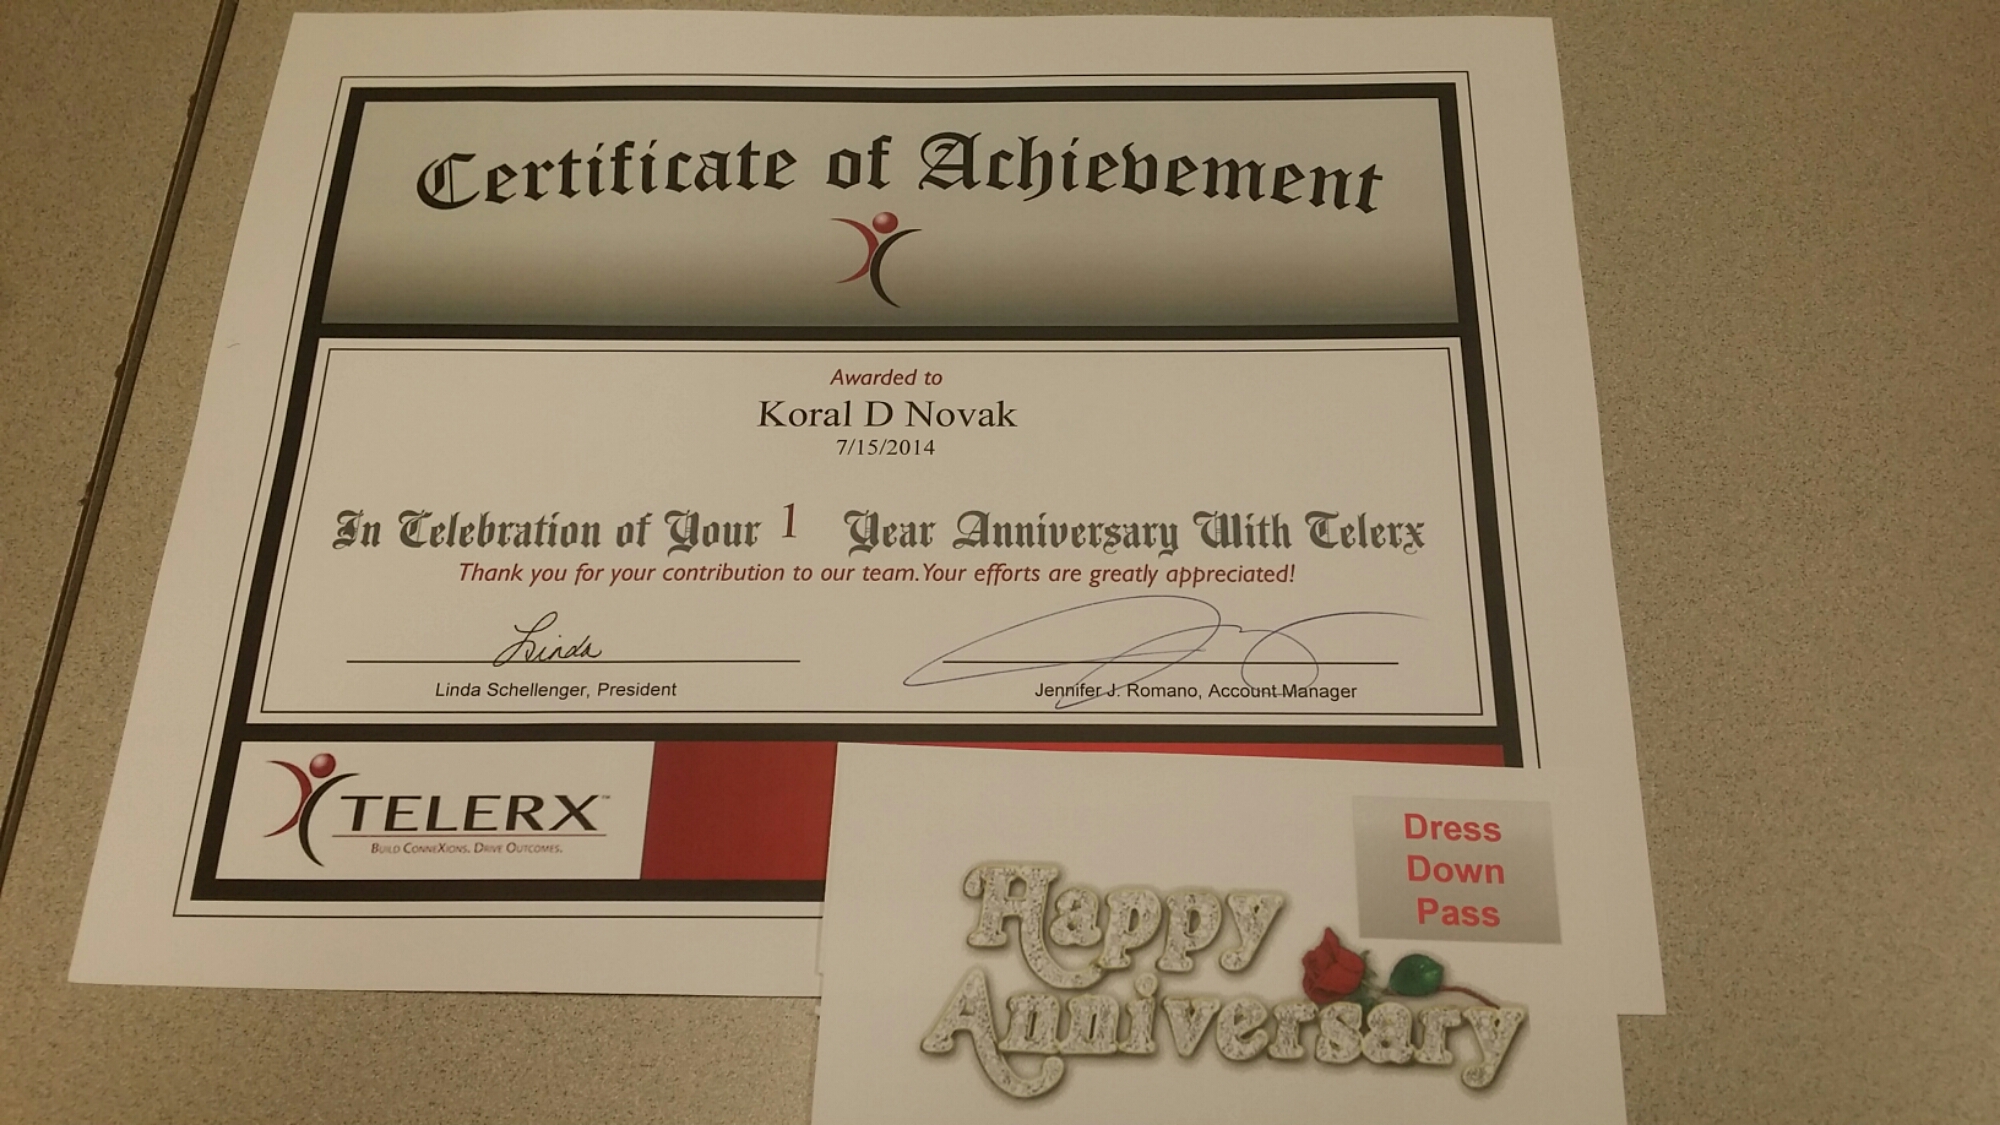 Certificate of Achievement
Awarded to
Koral D Novak
7/15/2014
In Celebration of Your 1 Year Anniversary With Telerx
Thank you for your contribution to our team. Your efforts are greatly appreciated!
Linda
Linda Schellenger, President
Jennifer J. Romano, Account Manager
TELERX™
BUILD CONNEXIONS. DRIVE OUTCOMES.
Dress
Down
Pass
Happy
Anniversary